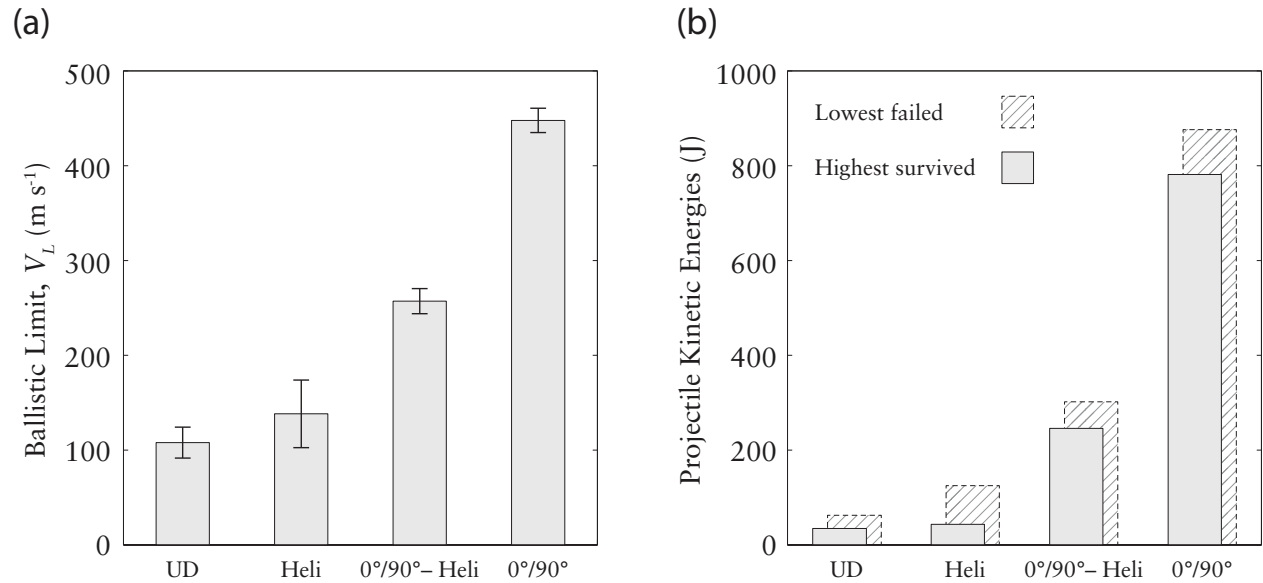 (a)
Ballistic Limit, V_L (m s⁻¹)
500
400
300
200
100
0
UD Heli 0°/90°– Heli 0°/90°
(b)
Projectile Kinetic Energies (J)
1000
800
600
400
200
0
Lowest failed
Highest survived
UD Heli 0°/90°– Heli 0°/90°